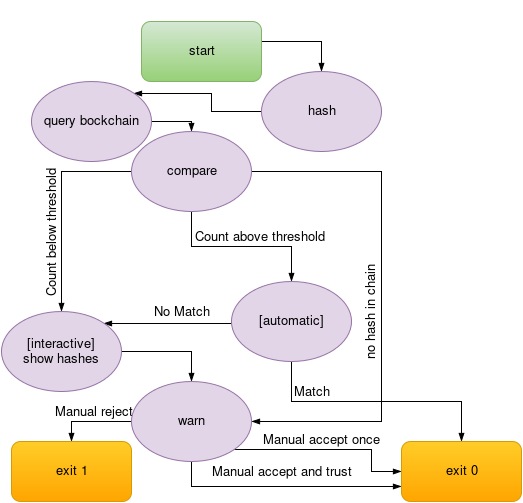 start
hash
query bockchain
compare
Count below threshold
Count above threshold
no hash in chain
[automatic]
No Match
[interactive]
show hashes
Match
Manual reject
warn
Manual accept once
exit 1
Manual accept and trust
exit 0